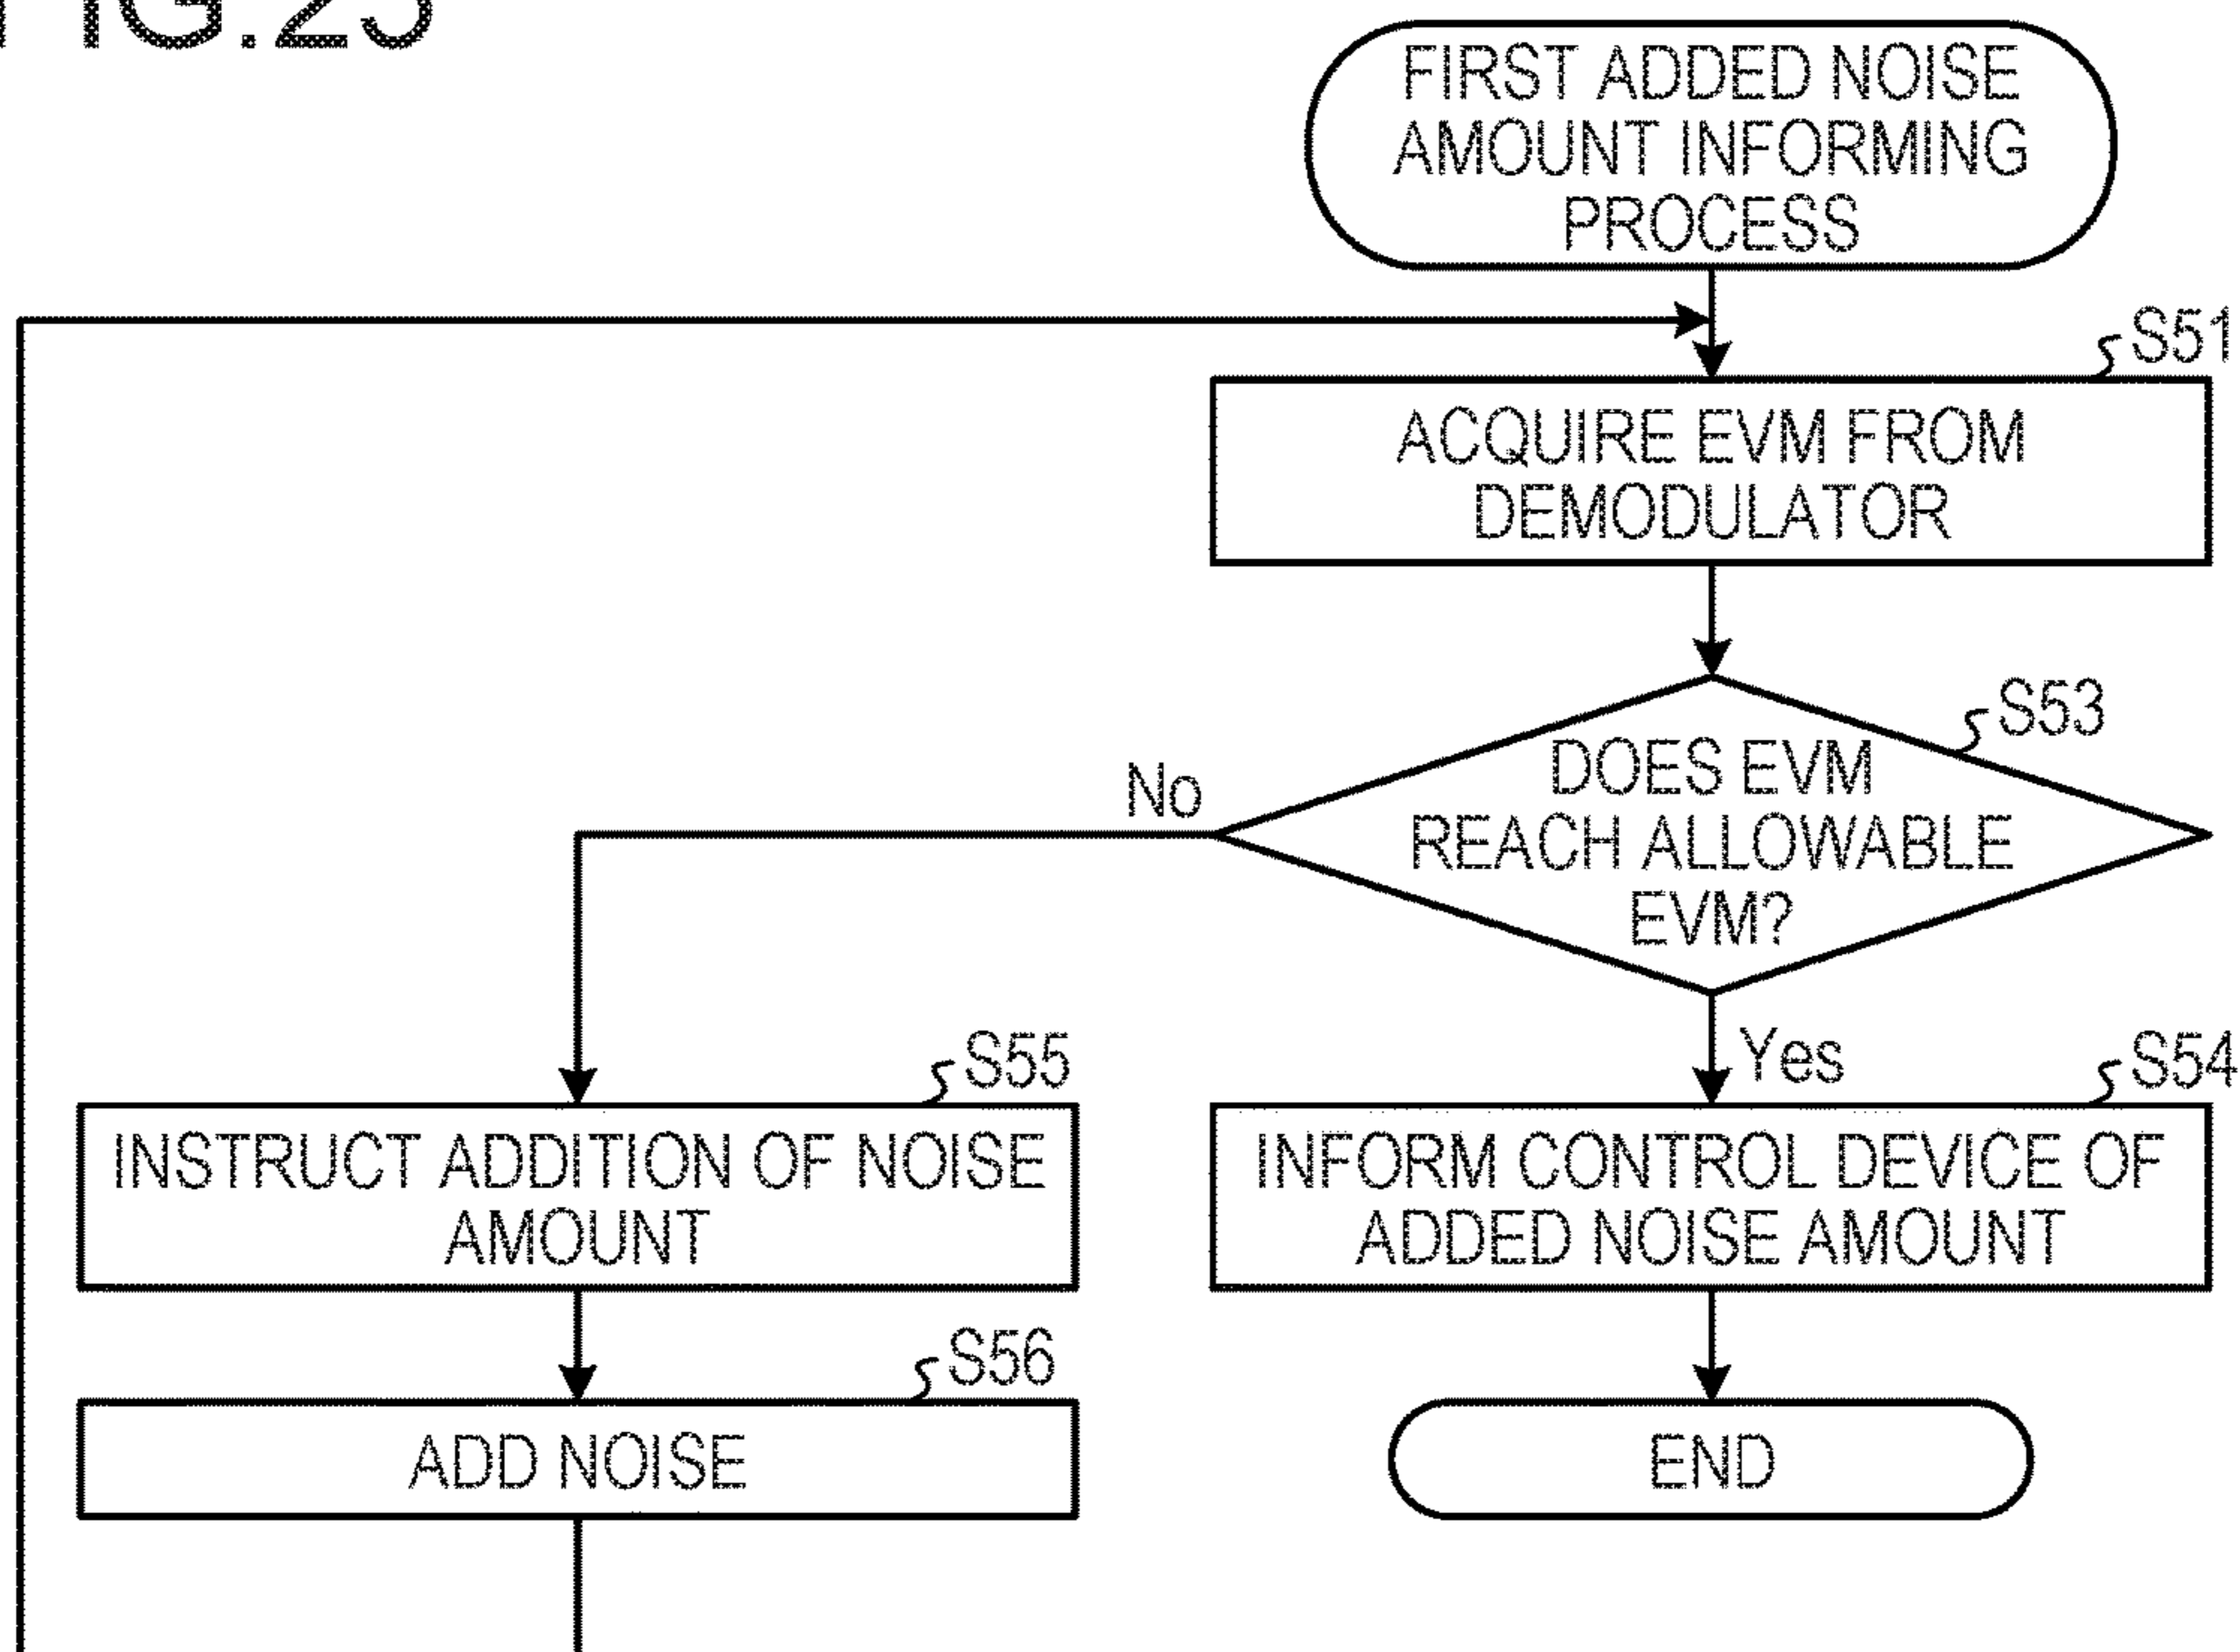 FIRST ADDED NOISE
AMOUNT INFORMING
PROCESS
S51
ACQUIRE EVM FROM
DEMODULATOR
S53
DOES EVM
REACH ALLOWABLE
EVM?
No
Yes
S55
INSTRUCT ADDITION OF NOISE
AMOUNT
S54
INFORM CONTROL DEVICE OF
ADDED NOISE AMOUNT
S56
ADD NOISE
END